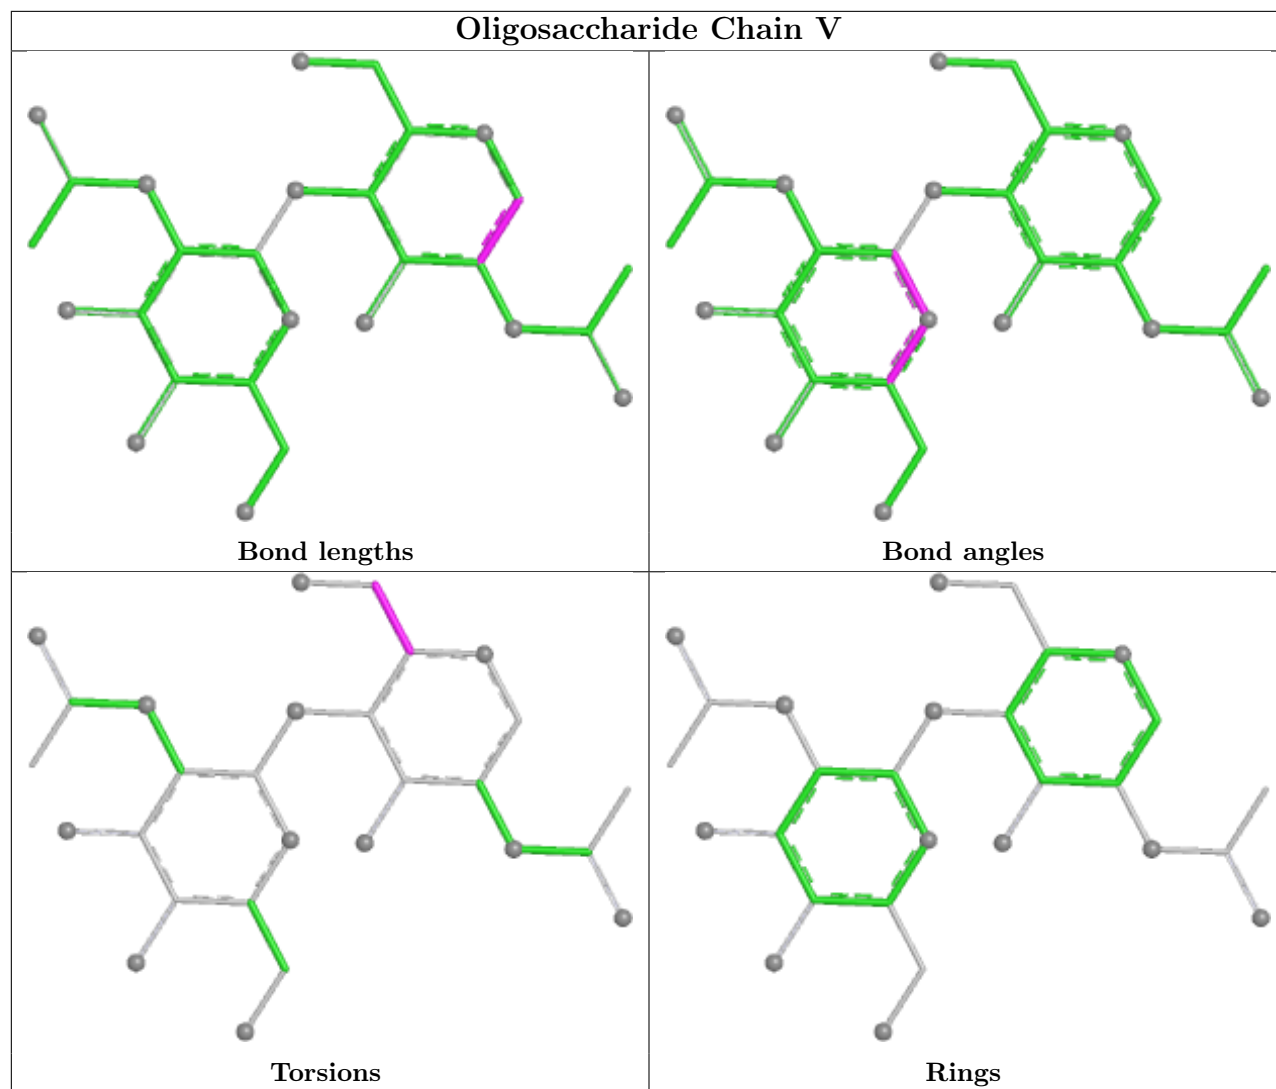 Oligosaccharide Chain V
Bond lengths
Bond angles
Torsions
Rings